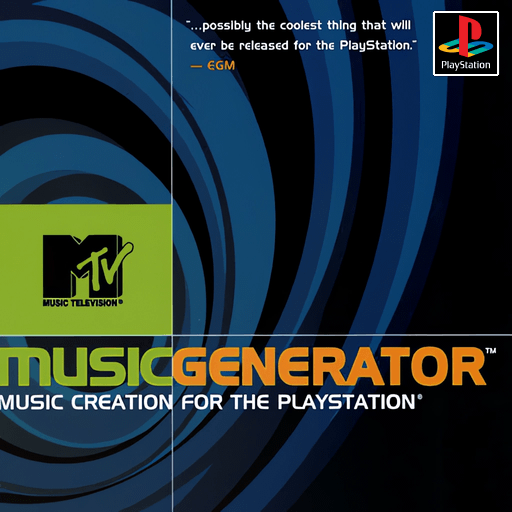 "...possibly the coolest thing that will
ever be released for the PlayStation."
— EGM
PlayStation
MTV
MUSIC TELEVISION®
MUSICGENERATOR™
MUSIC CREATION FOR THE PLAYSTATION®